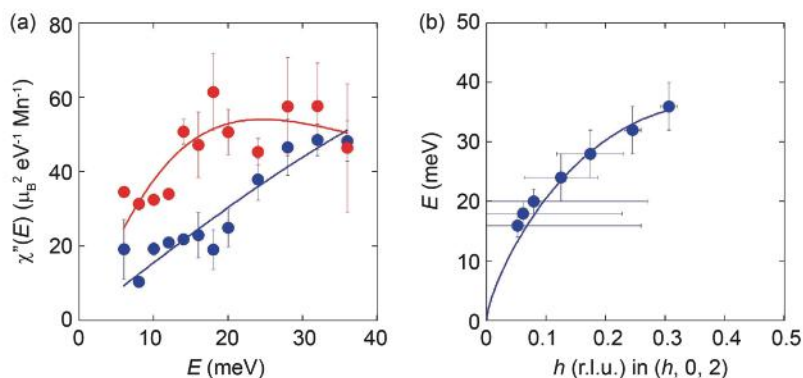 (a)
80
60
40
20
0
χ"(E) (μB² eV⁻¹ Mn⁻¹)
0 10 20 30 40
E (meV)
(b)
50
40
30
20
10
0
E (meV)
0 0.1 0.2 0.3 0.4 0.5
h (r.l.u.) in (h, 0, 2)